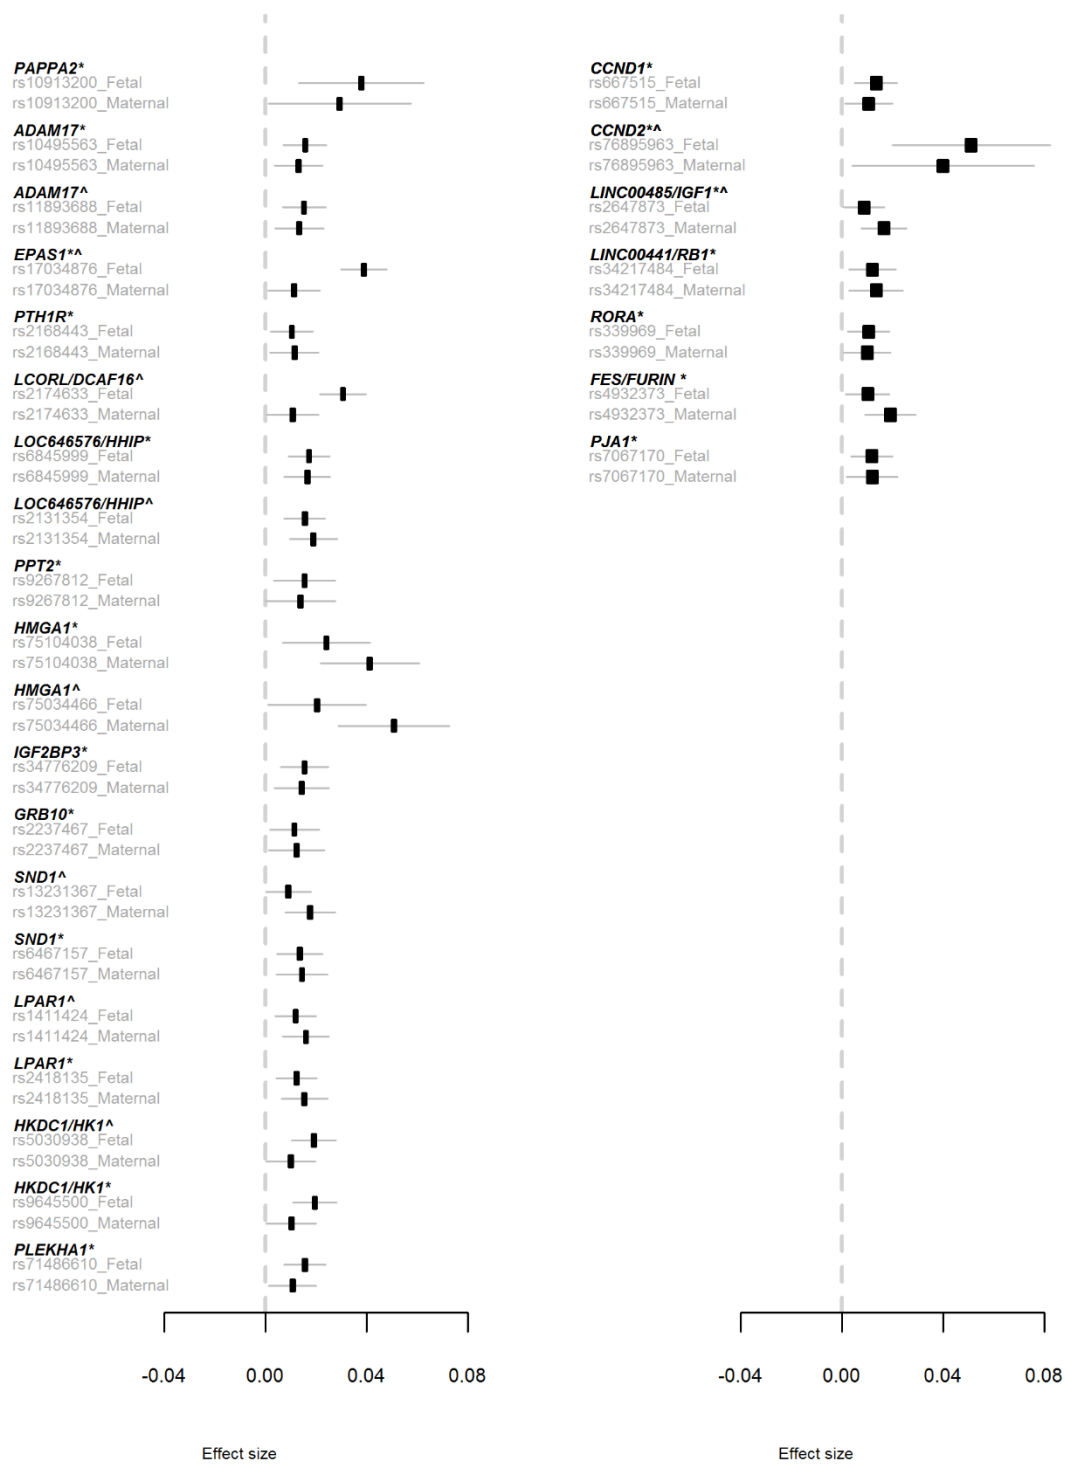 PAPPA2*
rs10913200_Fetal
rs10913200_Maternal
ADAM17*
rs10495563_Fetal
rs10495563_Maternal
ADAM17^
rs11893688_Fetal
rs11893688_Maternal
EPAS1*^
rs17034876_Fetal
rs17034876_Maternal
PTH1R*
rs2168443_Fetal
rs2168443_Maternal
LCORL/DCAF16^
rs2174633_Fetal
rs2174633_Maternal
LOC646576/HHIP*
rs6845999_Fetal
rs6845999_Maternal
LOC646576/HHIP^
rs2131354_Fetal
rs2131354_Maternal
PPT2*
rs9267812_Fetal
rs9267812_Maternal
HMGA1*
rs75104038_Fetal
rs75104038_Maternal
HMGA1^
rs75034466_Fetal
rs75034466_Maternal
IGF2BP3*
rs34776209_Fetal
rs34776209_Maternal
GRB10*
rs2237467_Fetal
rs2237467_Maternal
SND1^
rs13231367_Fetal
rs13231367_Maternal
SND1*
rs6467157_Fetal
rs6467157_Maternal
LPAR1^
rs1411424_Fetal
rs1411424_Maternal
LPAR1*
rs2418135_Fetal
rs2418135_Maternal
HKDC1/HK1^
rs5030938_Fetal
rs5030938_Maternal
HKDC1/HK1*
rs9645500_Fetal
rs9645500_Maternal
PLEKHA1*
rs71486610_Fetal
rs71486610_Maternal
-0.04 0.00 0.04 0.08
Effect size
CCND1*
rs667515_Fetal
rs667515_Maternal
CCND2*^
rs76895963_Fetal
rs76895963_Maternal
LINC00485/IGF1*^
rs2647873_Fetal
rs2647873_Maternal
LINC00441/RB1*
rs34217484_Fetal
rs34217484_Maternal
RORA*
rs339969_Fetal
rs339969_Maternal
FES/FURIN *
rs4932373_Fetal
rs4932373_Maternal
PJA1*
rs7067170_Fetal
rs7067170_Maternal
-0.04 0.00 0.04 0.08
Effect size